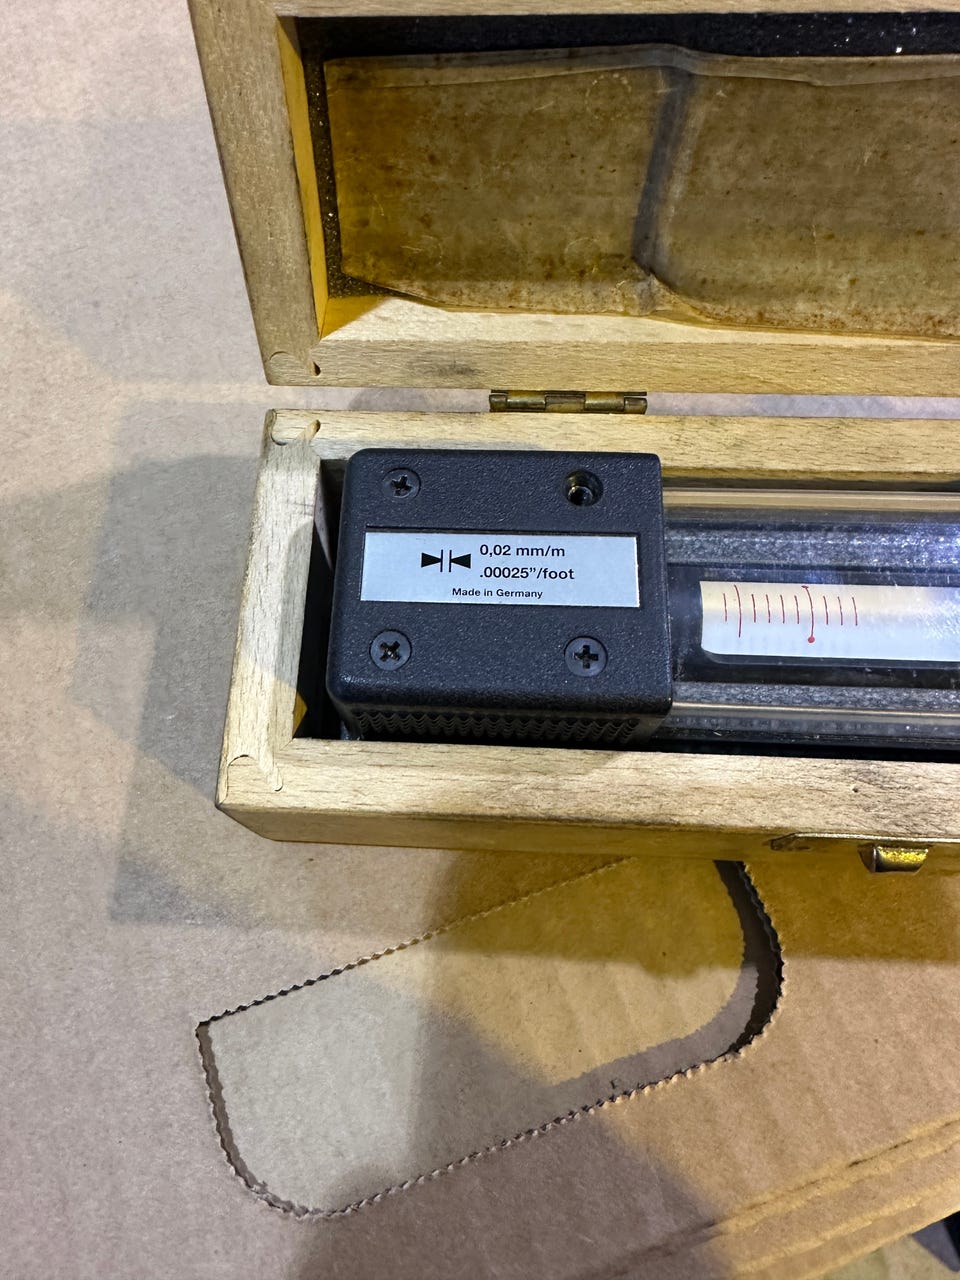 0,02 mm/m
.00025”/foot
Made in Germany